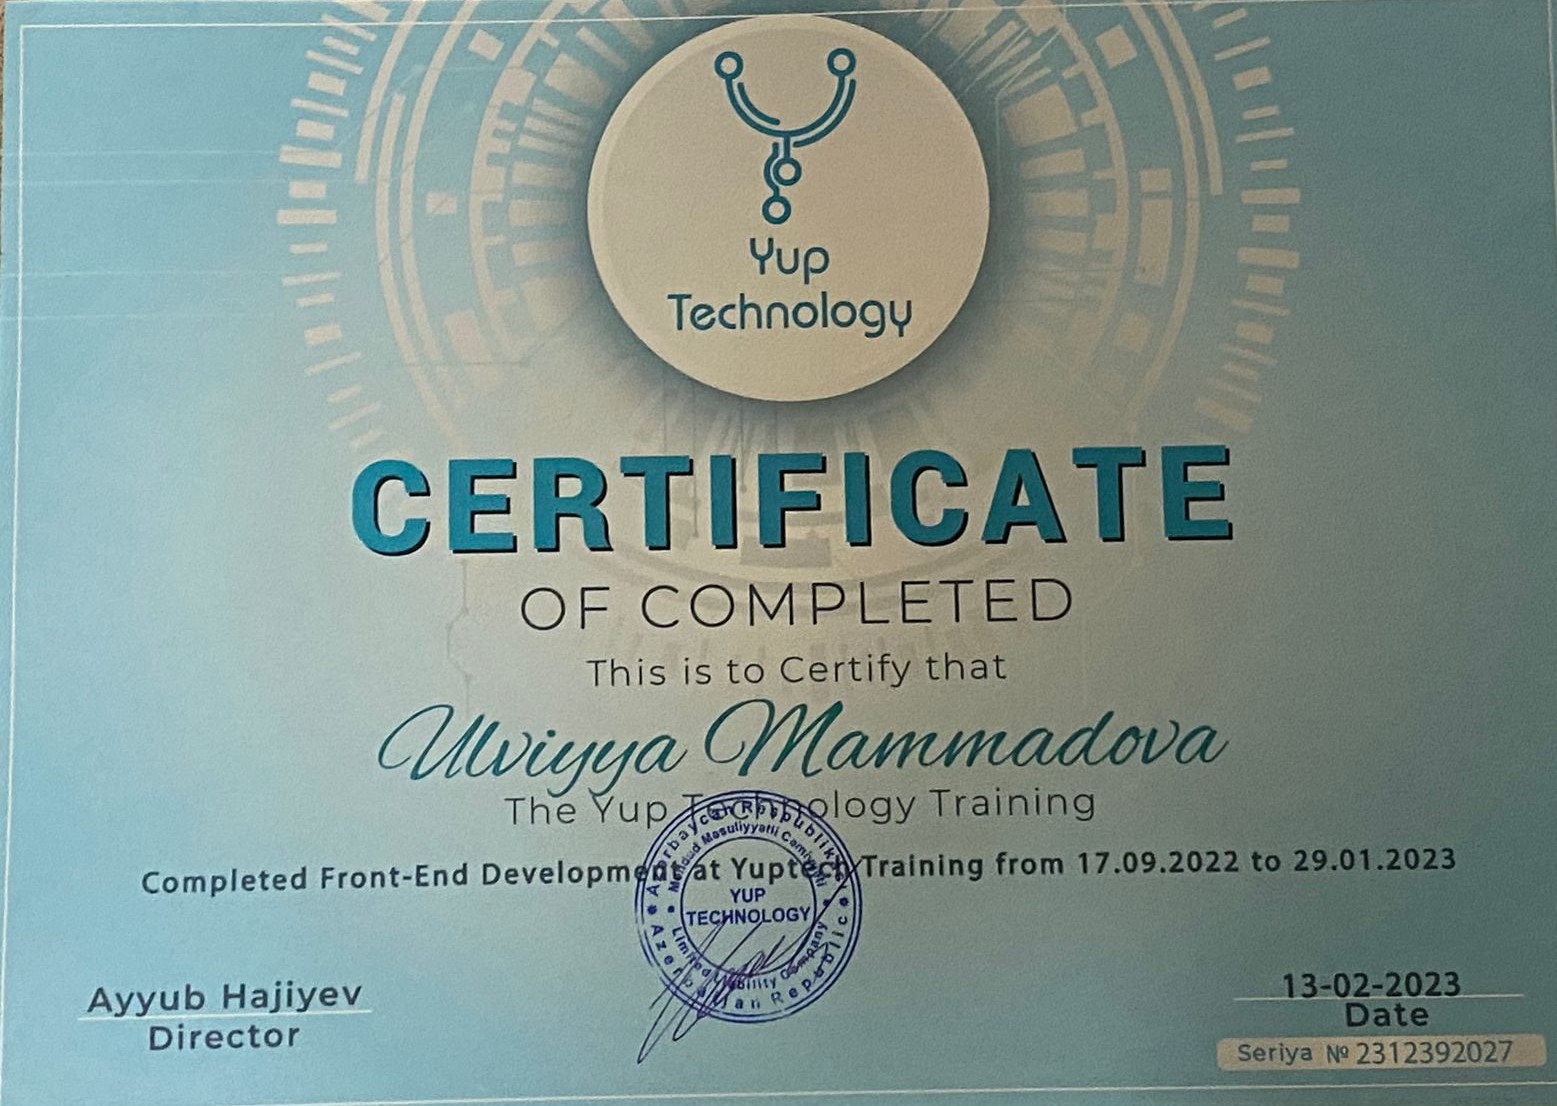 Yup
Technology
CERTIFICATE
OF COMPLETED
This is to Certify that
Ulviyya Mammadova
The Yup Technology Training
Completed Front-End Development at Yuptech Training from 17.09.2022 to 29.01.2023
Azərbaycan Respublikası
Məhdud Məsuliyyətli Cəmiyyəti
YUP
TECHNOLOGY
Limited Liability Company
Azerbaijan Republic
Ayyub Hajiyev
Director
13-02-2023
Date
Seriya № 2312392027